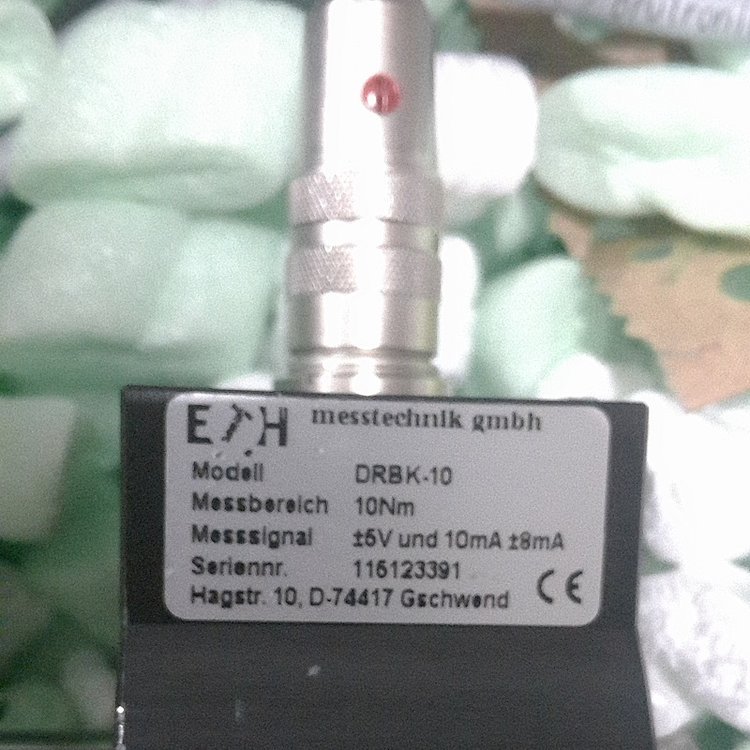 ETH messtechnik gmbh
Modell DRBK-10
Messbereich 10Nm
Messsignal ±5V und 10mA ±8mA
Seriennr. 115123391
Hagstr. 10, D-74417 Gschwend CE